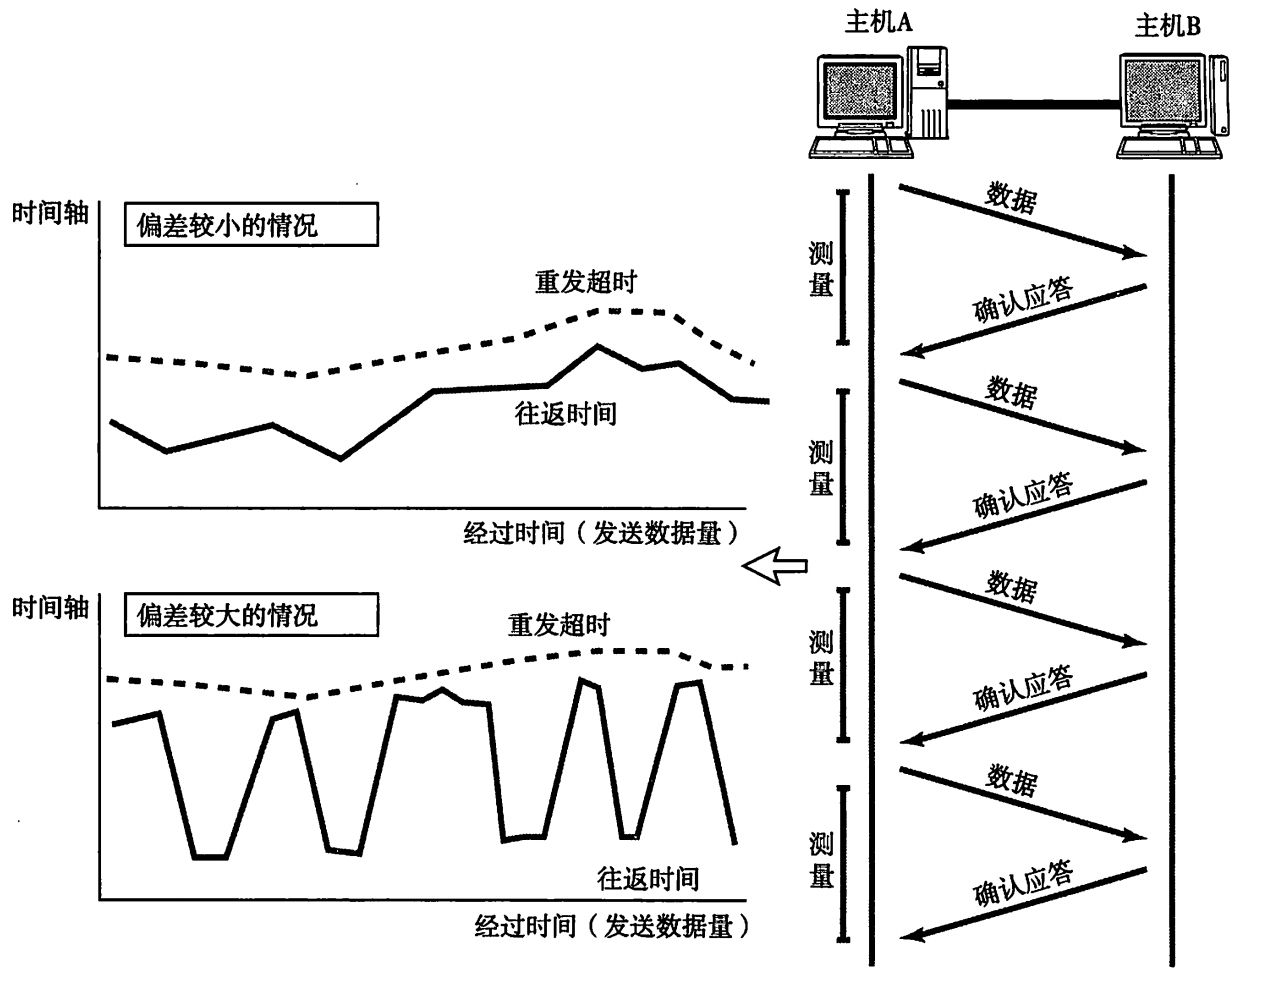 主机A
主机B
时间轴
偏差较小的情况
重发超时
往返时间
经过时间（发送数据量）
时间轴
偏差较大的情况
重发超时
往返时间
经过时间（发送数据量）
测量
数据
确认应答
测量
数据
确认应答
测量
数据
确认应答
测量
数据
确认应答